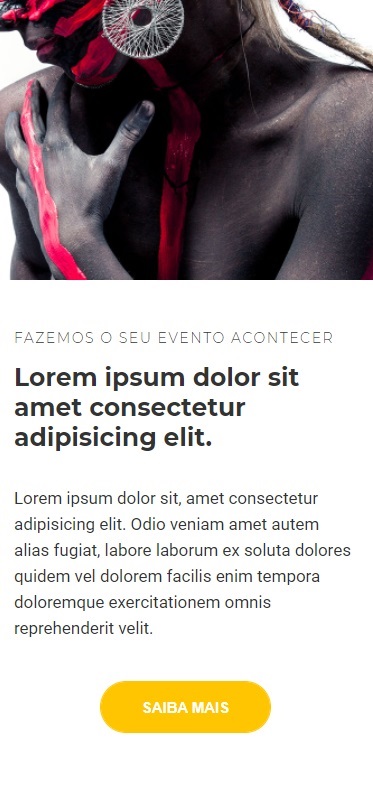 FAZEMOS O SEU EVENTO ACONTECER
Lorem ipsum dolor sit
amet consectetur
adipisicing elit.
Lorem ipsum dolor sit, amet consectetur
adipisicing elit. Odio veniam amet autem
alias fugiat, labore laborum ex soluta dolores
quidem vel dolorem facilis enim tempora
doloremque exercitationem omnis
reprehenderit velit.
SAIBA MAIS